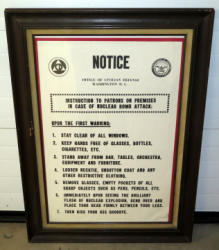 NOTICE
OFFICE OF CIVILIAN DEFENSE
WASHINGTON D. C.
INSTRUCTION TO PATRONS ON PREMISES
IN CASE OF NUCLEAR BOMB ATTACK:
UPON THE FIRST WARNING:
1. STAY CLEAR OF ALL WINDOWS.
2. KEEP HANDS FREE OF GLASSES, BOTTLES,
CIGARETTES, ETC.
3. STAND AWAY FROM BAR, TABLES, ORCHESTRA,
EQUIPMENT AND FURNITURE.
4. LOOSEN NECKTIE, UNBUTTON COAT AND ANY
OTHER RESTRICTIVE CLOTHING.
5. REMOVE GLASSES, EMPTY POCKETS OF ALL
SHARP OBJECTS SUCH AS PENS, PENCILS, ETC.
6. IMMEDIATELY UPON SEEING THE BRILLIANT
FLASH OF NUCLEAR EXPLOSION, BEND OVER AND
PLACE YOUR HEAD FIRMLY BETWEEN YOUR LEGS.
7. THEN KISS YOUR ASS GOODBYE.